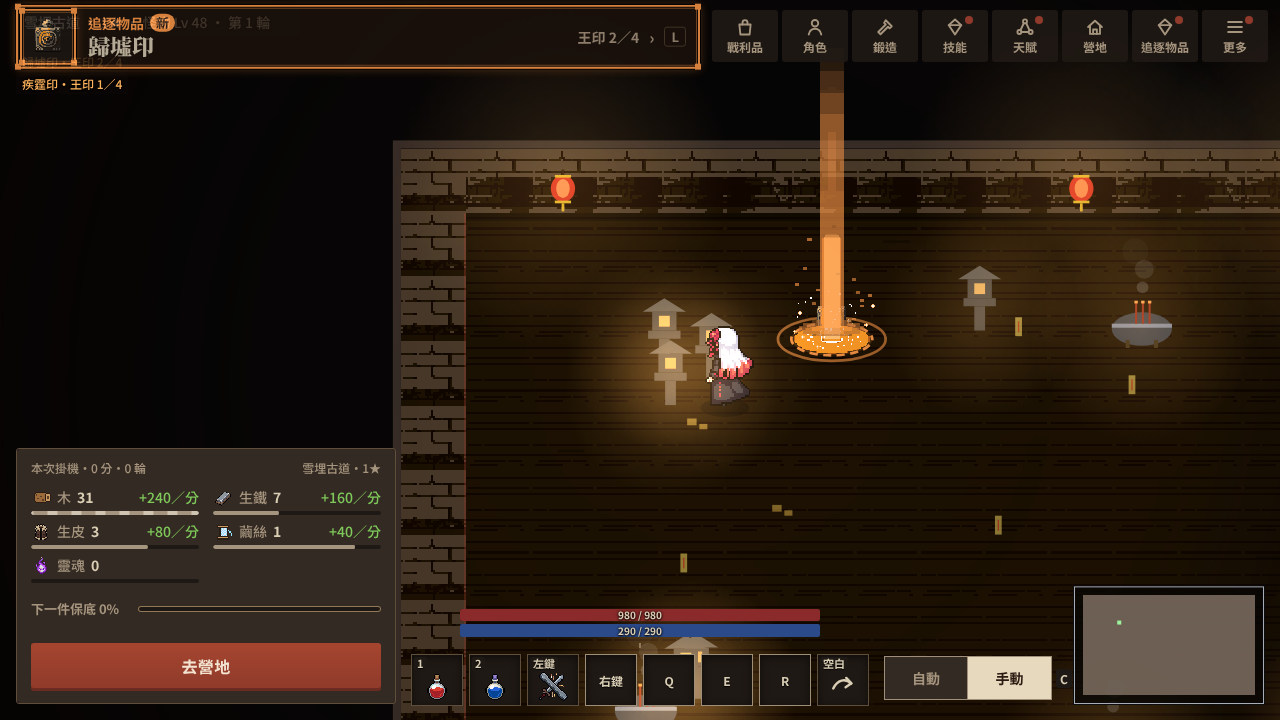 追逐物品 新
歸墟印
王印 2／4 › L
疾霆印・王印 1／4
戰利品
角色
鍛造
技能
天賦
營地
追逐物品
更多
本次掛機・0 分・0 輪
雪埋古道・1★
木 31 +240／分
生鐵 7 +160／分
生皮 3 +80／分
繭絲 1 +40／分
靈魂 0
下一件保底 0%
去營地
980 / 980
290 / 290
1
2
左鍵
右鍵
Q
E
R
空白
自動
手動
C